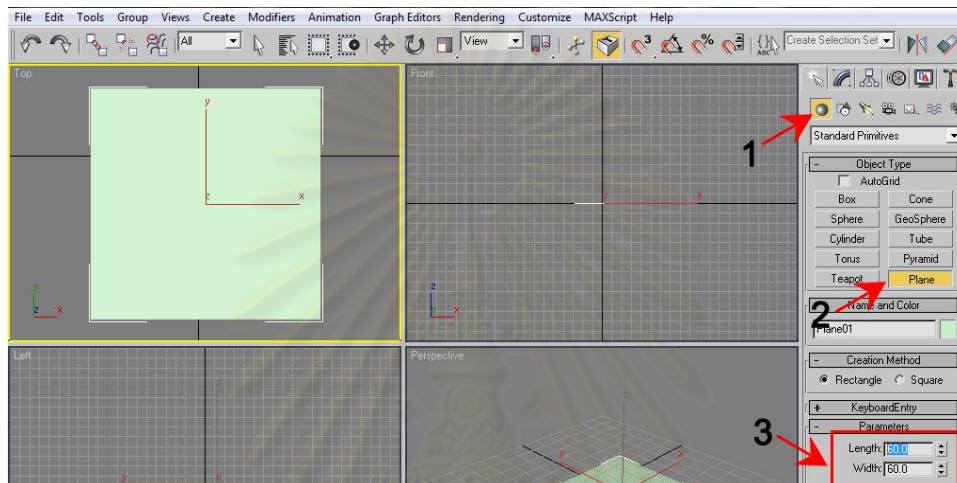 File Edit Tools Group Views Create Modifiers Animation Graph Editors Rendering Customize MAXScript Help
All View Create Selection Set
Top
y
z x
y
z x
Front
y x
z
x
1
Standard Primitives
- Object Type
AutoGrid
Box Cone
Sphere GeoSphere
Cylinder Tube
Torus Pyramid
Teapot Plane
2
Name and Color
Plane01
- Creation Method
Rectangle Square
+ KeyboardEntry
- Parameters
3
Length: 60.0
Width: 60.0
Left
y x
Perspective
x